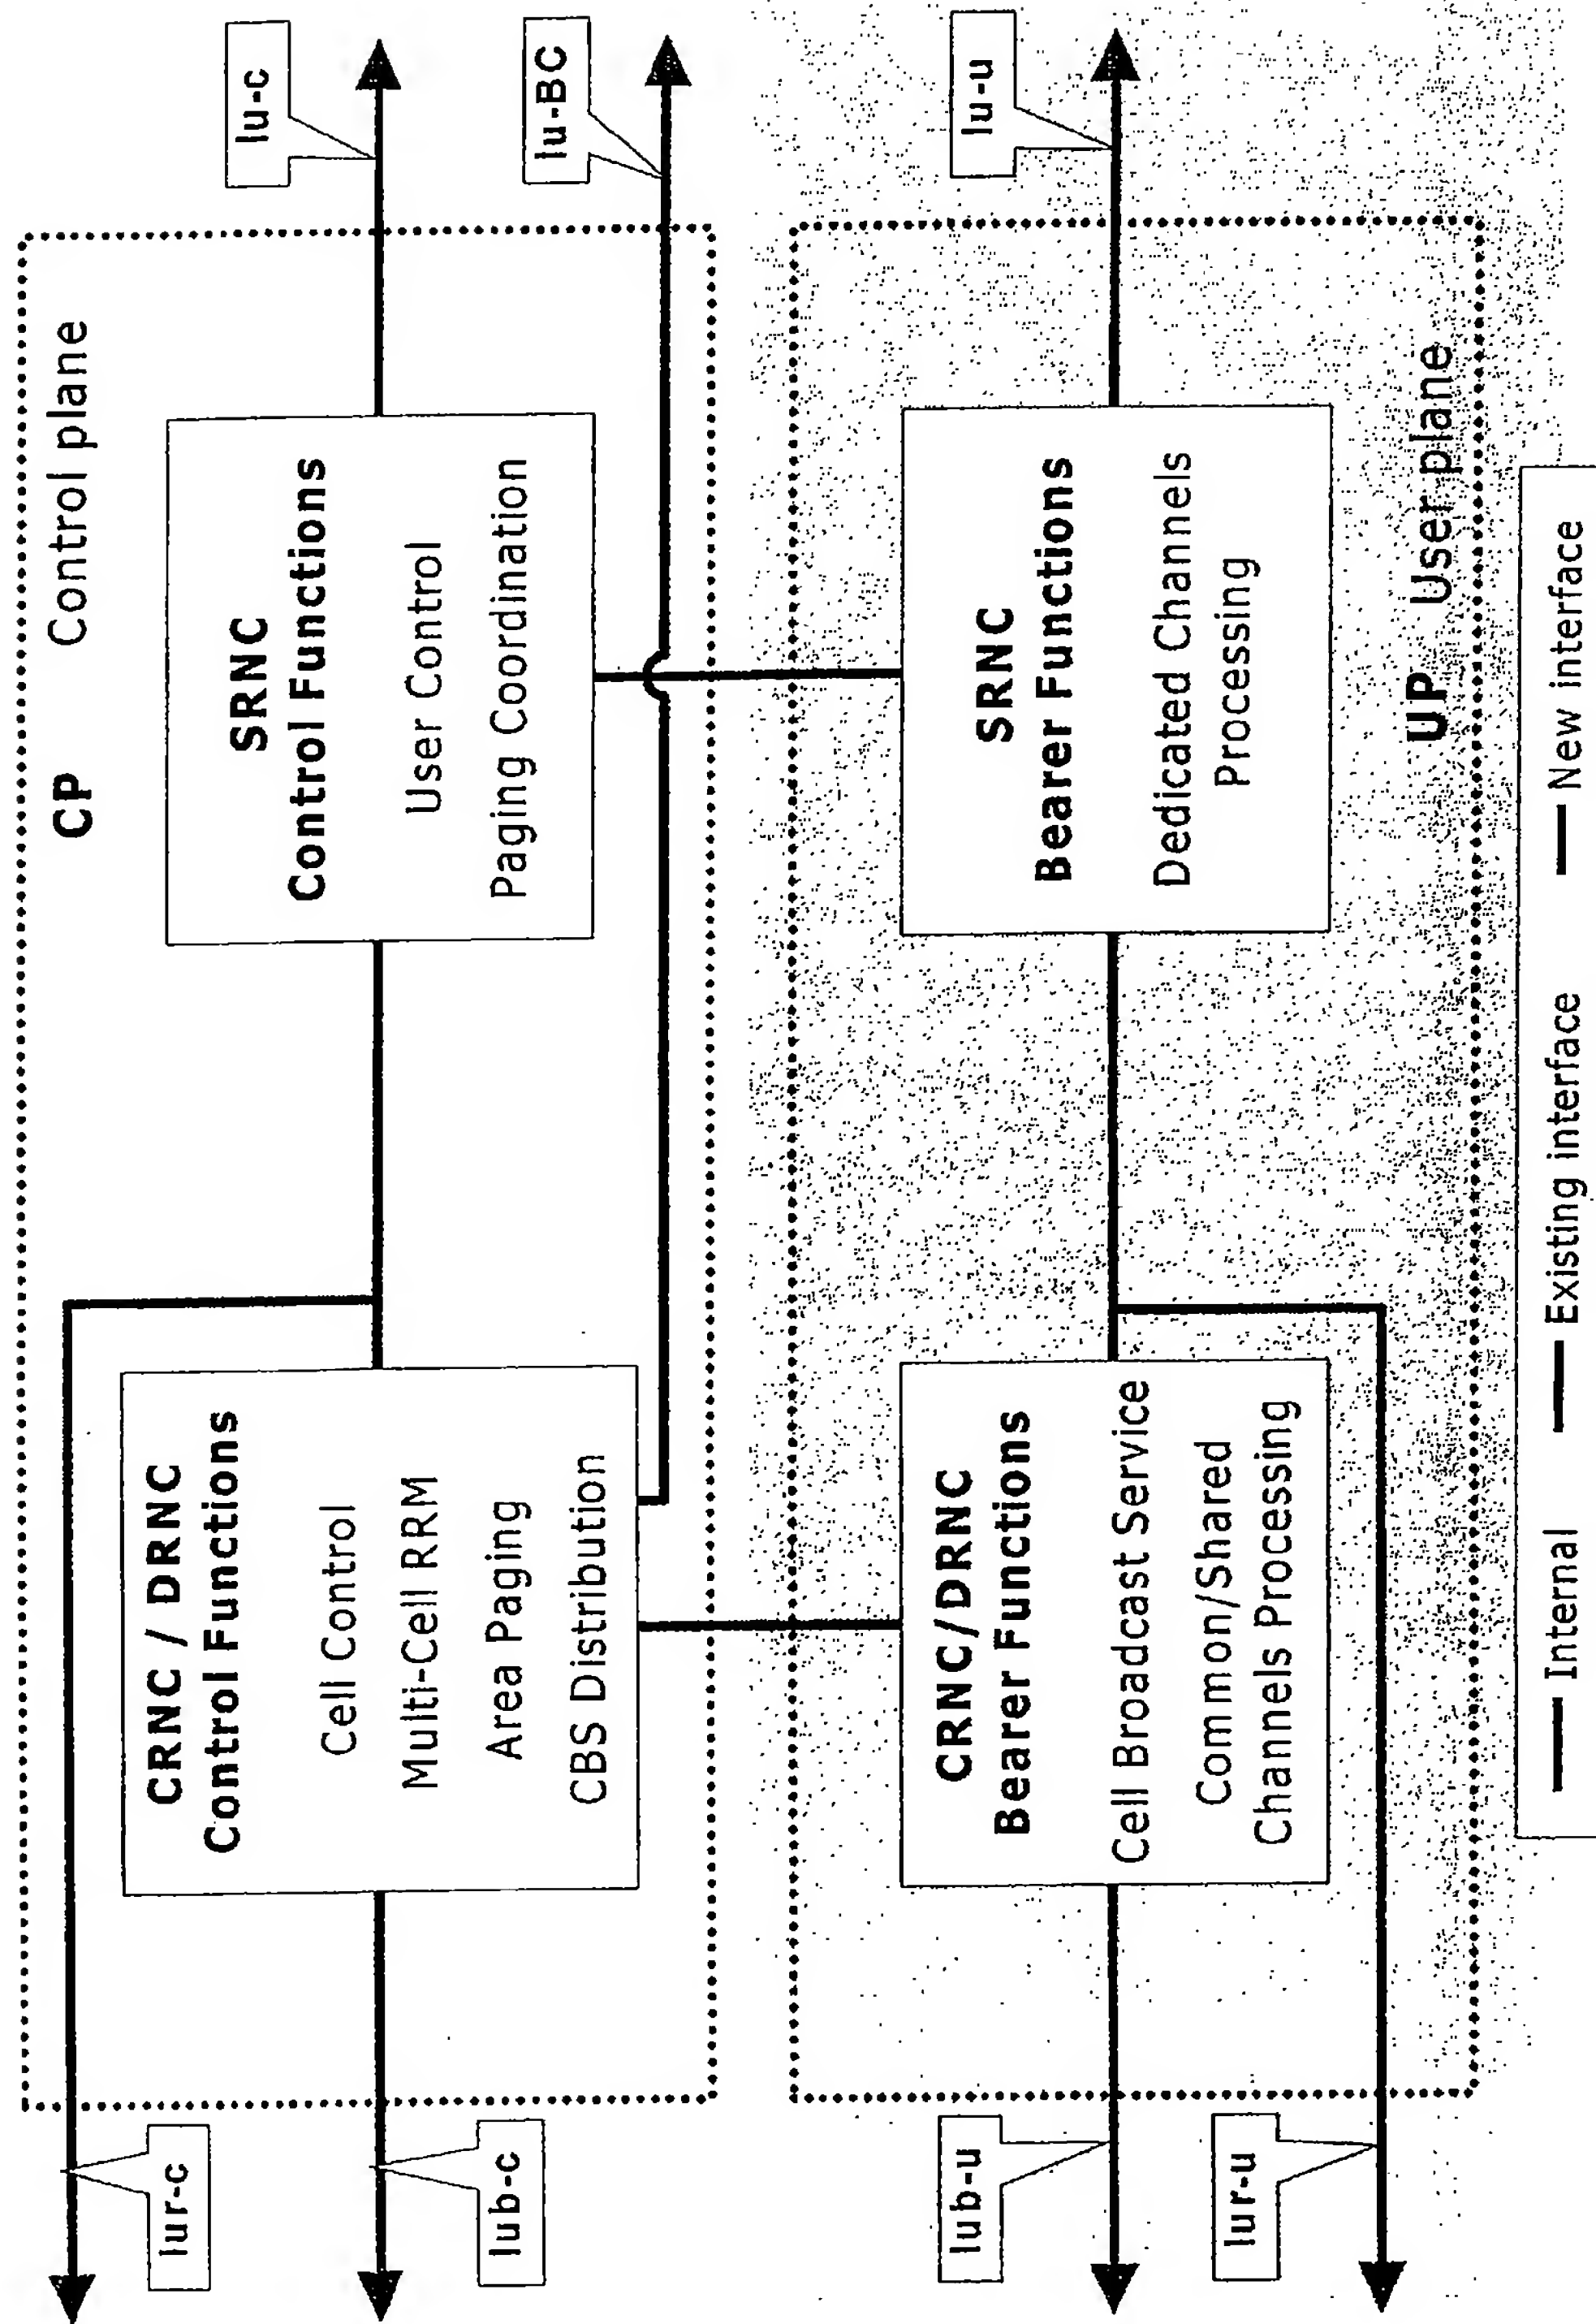 CP Control plane
Iur-c
Iub-c
CRNC / DRNC
Control Functions
Cell Control
Multi-Cell RRM
Area Paging
CBS Distribution
SRNC
Control Functions
User Control
Paging Coordination
Iu-c
Iu-BC
Iub-u
Iur-u
CRNC/DRNC
Bearer Functions
Cell Broadcast Service
Common/Shared
Channels Processing
SRNC
Bearer Functions
Dedicated Channels
Processing
Iu-u
UP User plane
Internal
Existing interface
New interface